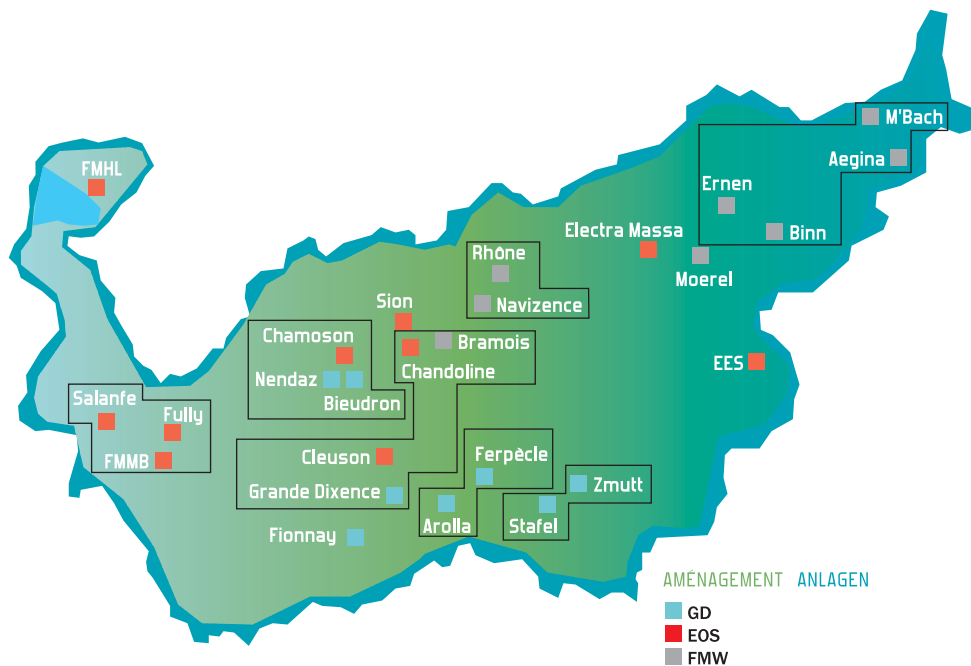 M'Bach
Aegina
FMHL
Ernen
Binn
Electra Massa
Moerel
Rhône
Navizence
Sion
Chamoson
Bramois
Chandoline
EES
Nendaz
Bieudron
Salanfe
Fully
FMMB
Cleuson
Ferpècle
Grande Dixence
Zmutt
Arolla
Stafel
Fionnay
AMÉNAGEMENT ANLAGEN
GD
EOS
FMW